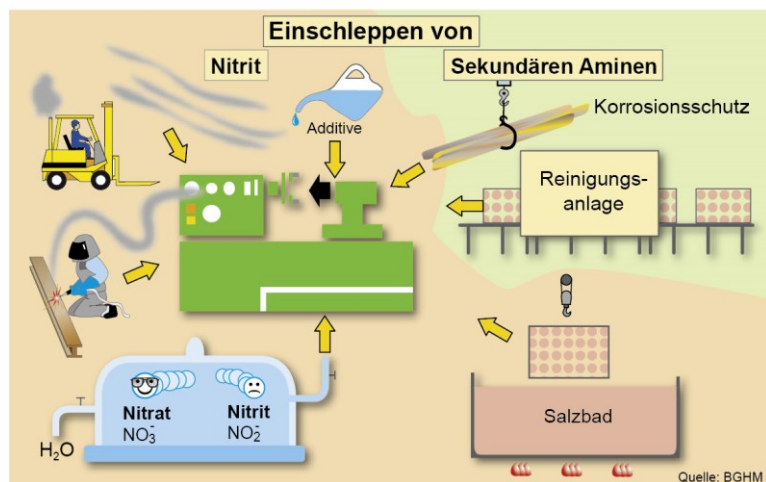 Einschleppen von
Nitrit
Sekundären Aminen
Additive
Korrosionsschutz
Reinigungs-
anlage
Nitrat
NO₃⁻
Nitrit
NO₂⁻
H₂O
Salzbad
Quelle: BGHM